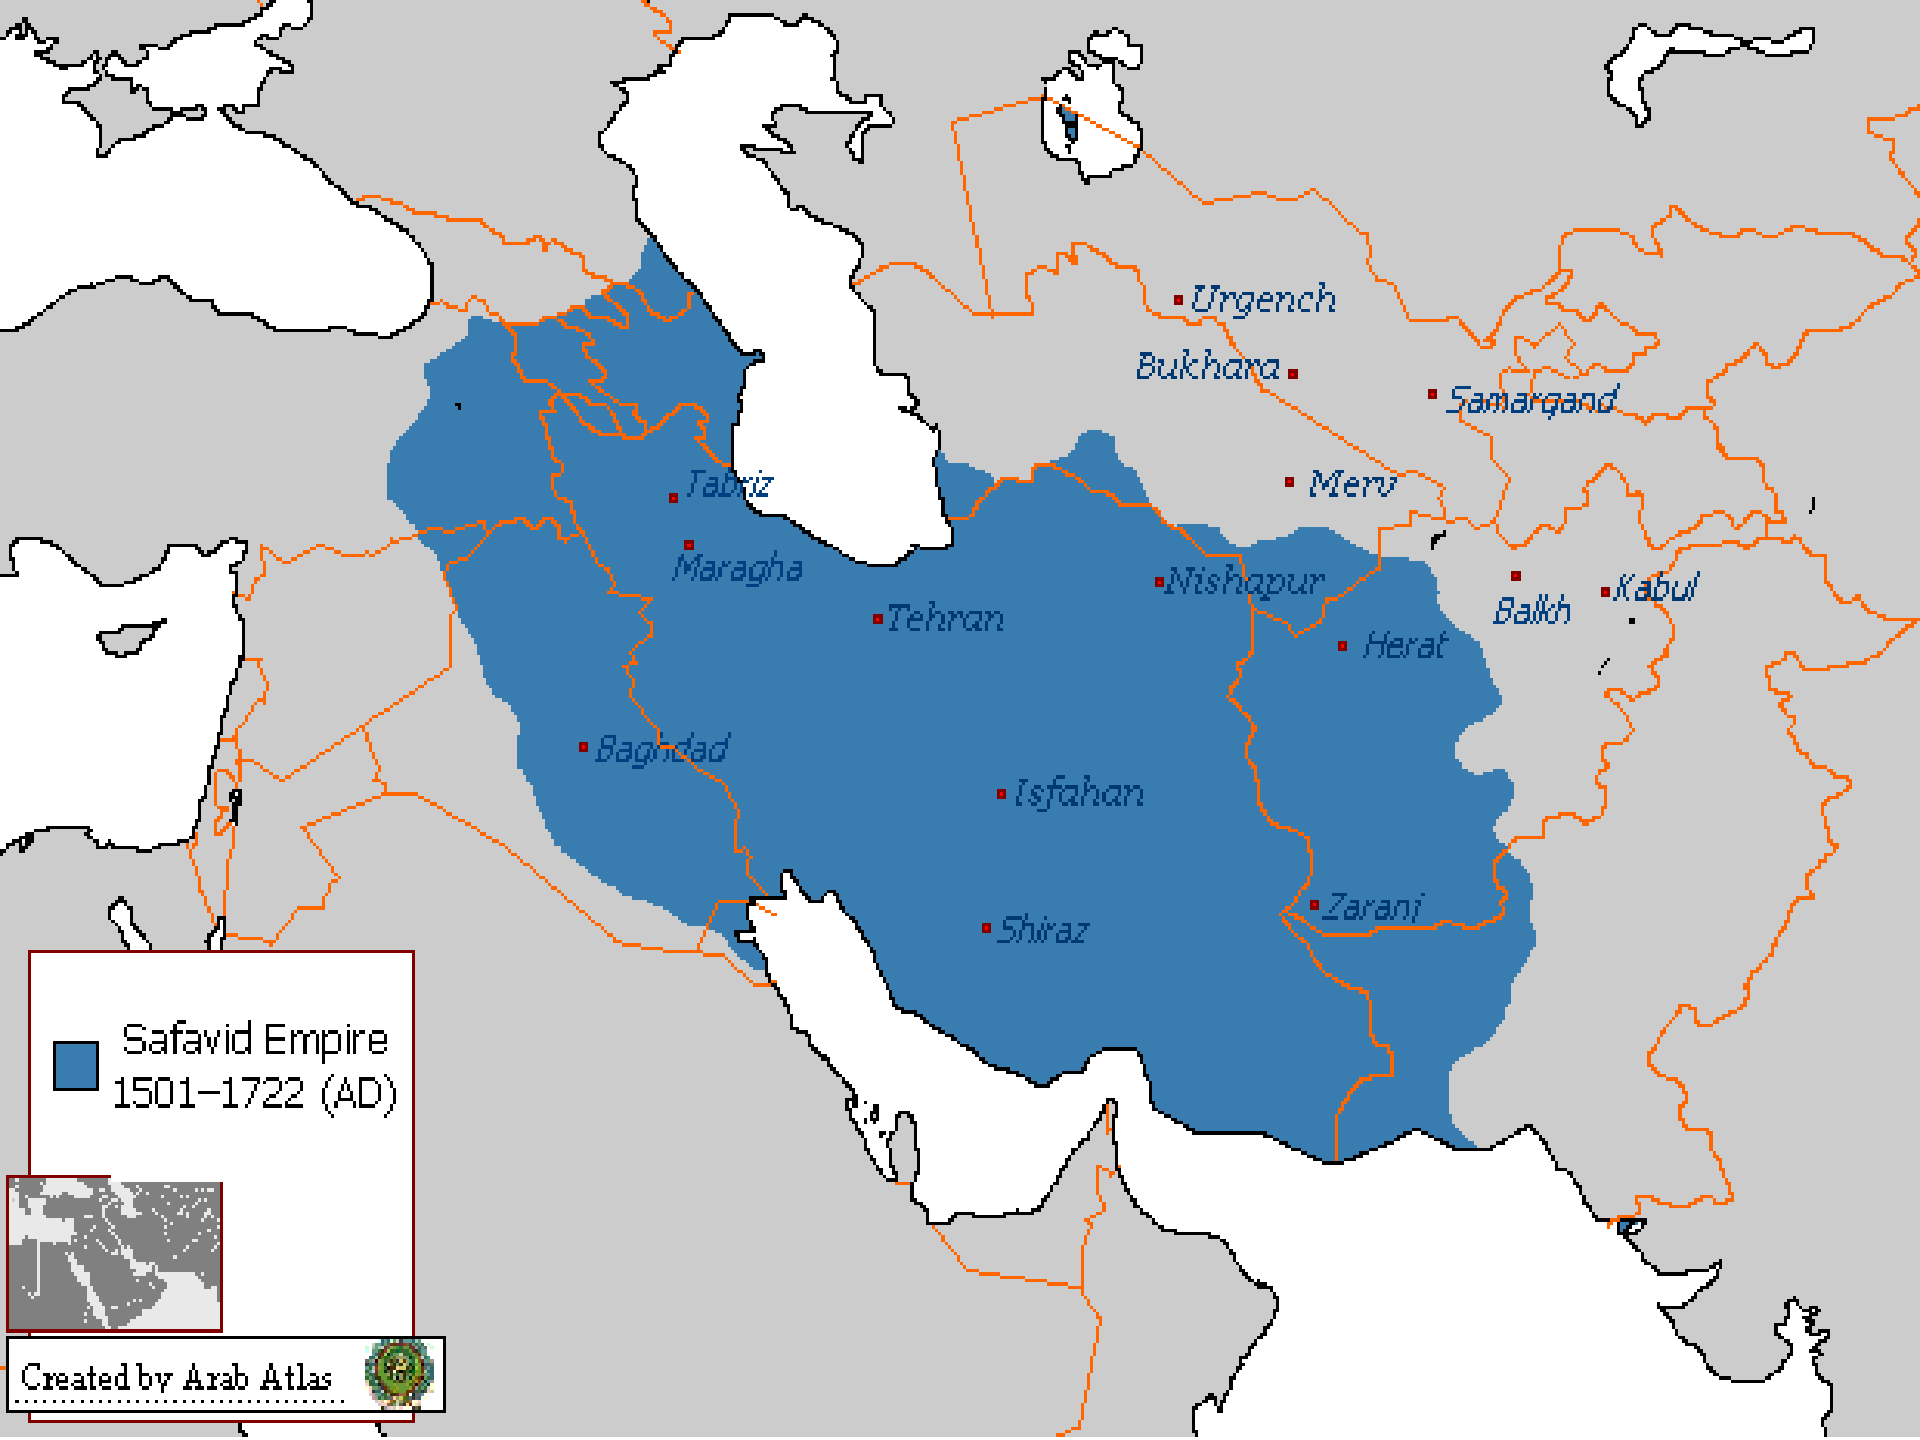 Urgench
Bukhara
Samarqand
Tabriz
Merv
Maragha
Nishapur
Balkh
Kabul
Tehran
Herat
Baghdad
Isfahan
Zaranj
Shiraz
Safavid Empire
1501-1722 (AD)
Created by Arab Atlas